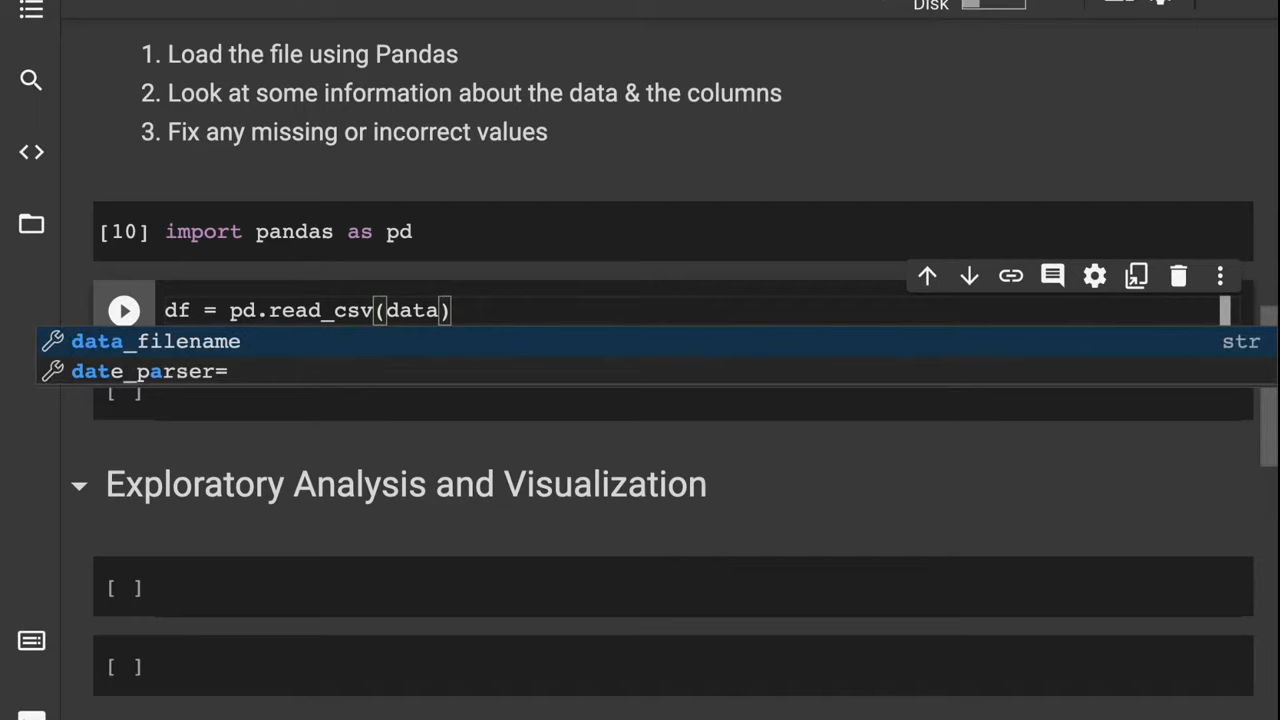 Disk
1. Load the file using Pandas
2. Look at some information about the data & the columns
3. Fix any missing or incorrect values
[10] import pandas as pd
df = pd.read_csv(data)
data_filename str
date_parser=
[ ]
Exploratory Analysis and Visualization
[ ]
[ ]